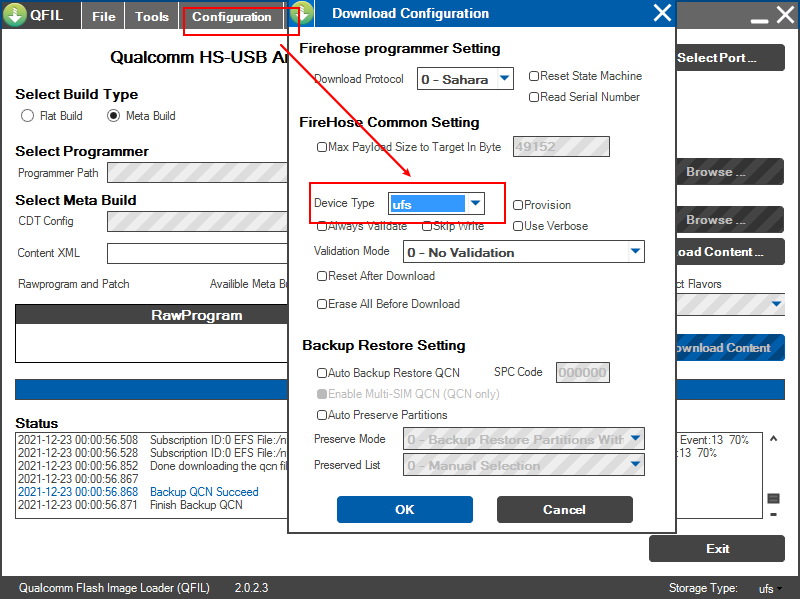 QFIL
File
Tools
Configuration
Download Configuration
Qualcomm HS-USB
Select Port ...
Select Build Type
Flat Build
Meta Build
Select Programmer
Programmer Path
Browse ...
Select Meta Build
CDT Config
Browse ...
Content XML
Load Content ...
Rawprogram and Patch
Availible Meta
Flavors
RawProgram
Download Content
Firehose programmer Setting
Download Protocol
0 - Sahara
Reset State Machine
Read Serial Number
FireHose Common Setting
Max Payload Size to Target In Byte
49152
Device Type
ufs
Provision
Always Validate
Skip Write
Use Verbose
Validation Mode
0 - No Validation
Reset After Download
Erase All Before Download
Backup Restore Setting
Auto Backup Restore QCN
SPC Code
000000
Enable Multi-SIM QCN (QCN only)
Auto Preserve Partitions
Preserve Mode
0 - Backup Restore Partitions With
Preserved List
0 - Manual Selection
OK
Cancel
Status
2021-12-23 00:00:56.508 Subscription ID:0 EFS File:/n
Event:13 70%
2021-12-23 00:00:56.528 Subscription ID:0 EFS File:/n
:13 70%
2021-12-23 00:00:56.852 Done downloading the qcn fil
2021-12-23 00:00:56.867
2021-12-23 00:00:56.868 Backup QCN Succeed
2021-12-23 00:00:56.871 Finish Backup QCN
Exit
Qualcomm Flash Image Loader (QFIL) 2.0.2.3
Storage Type: ufs